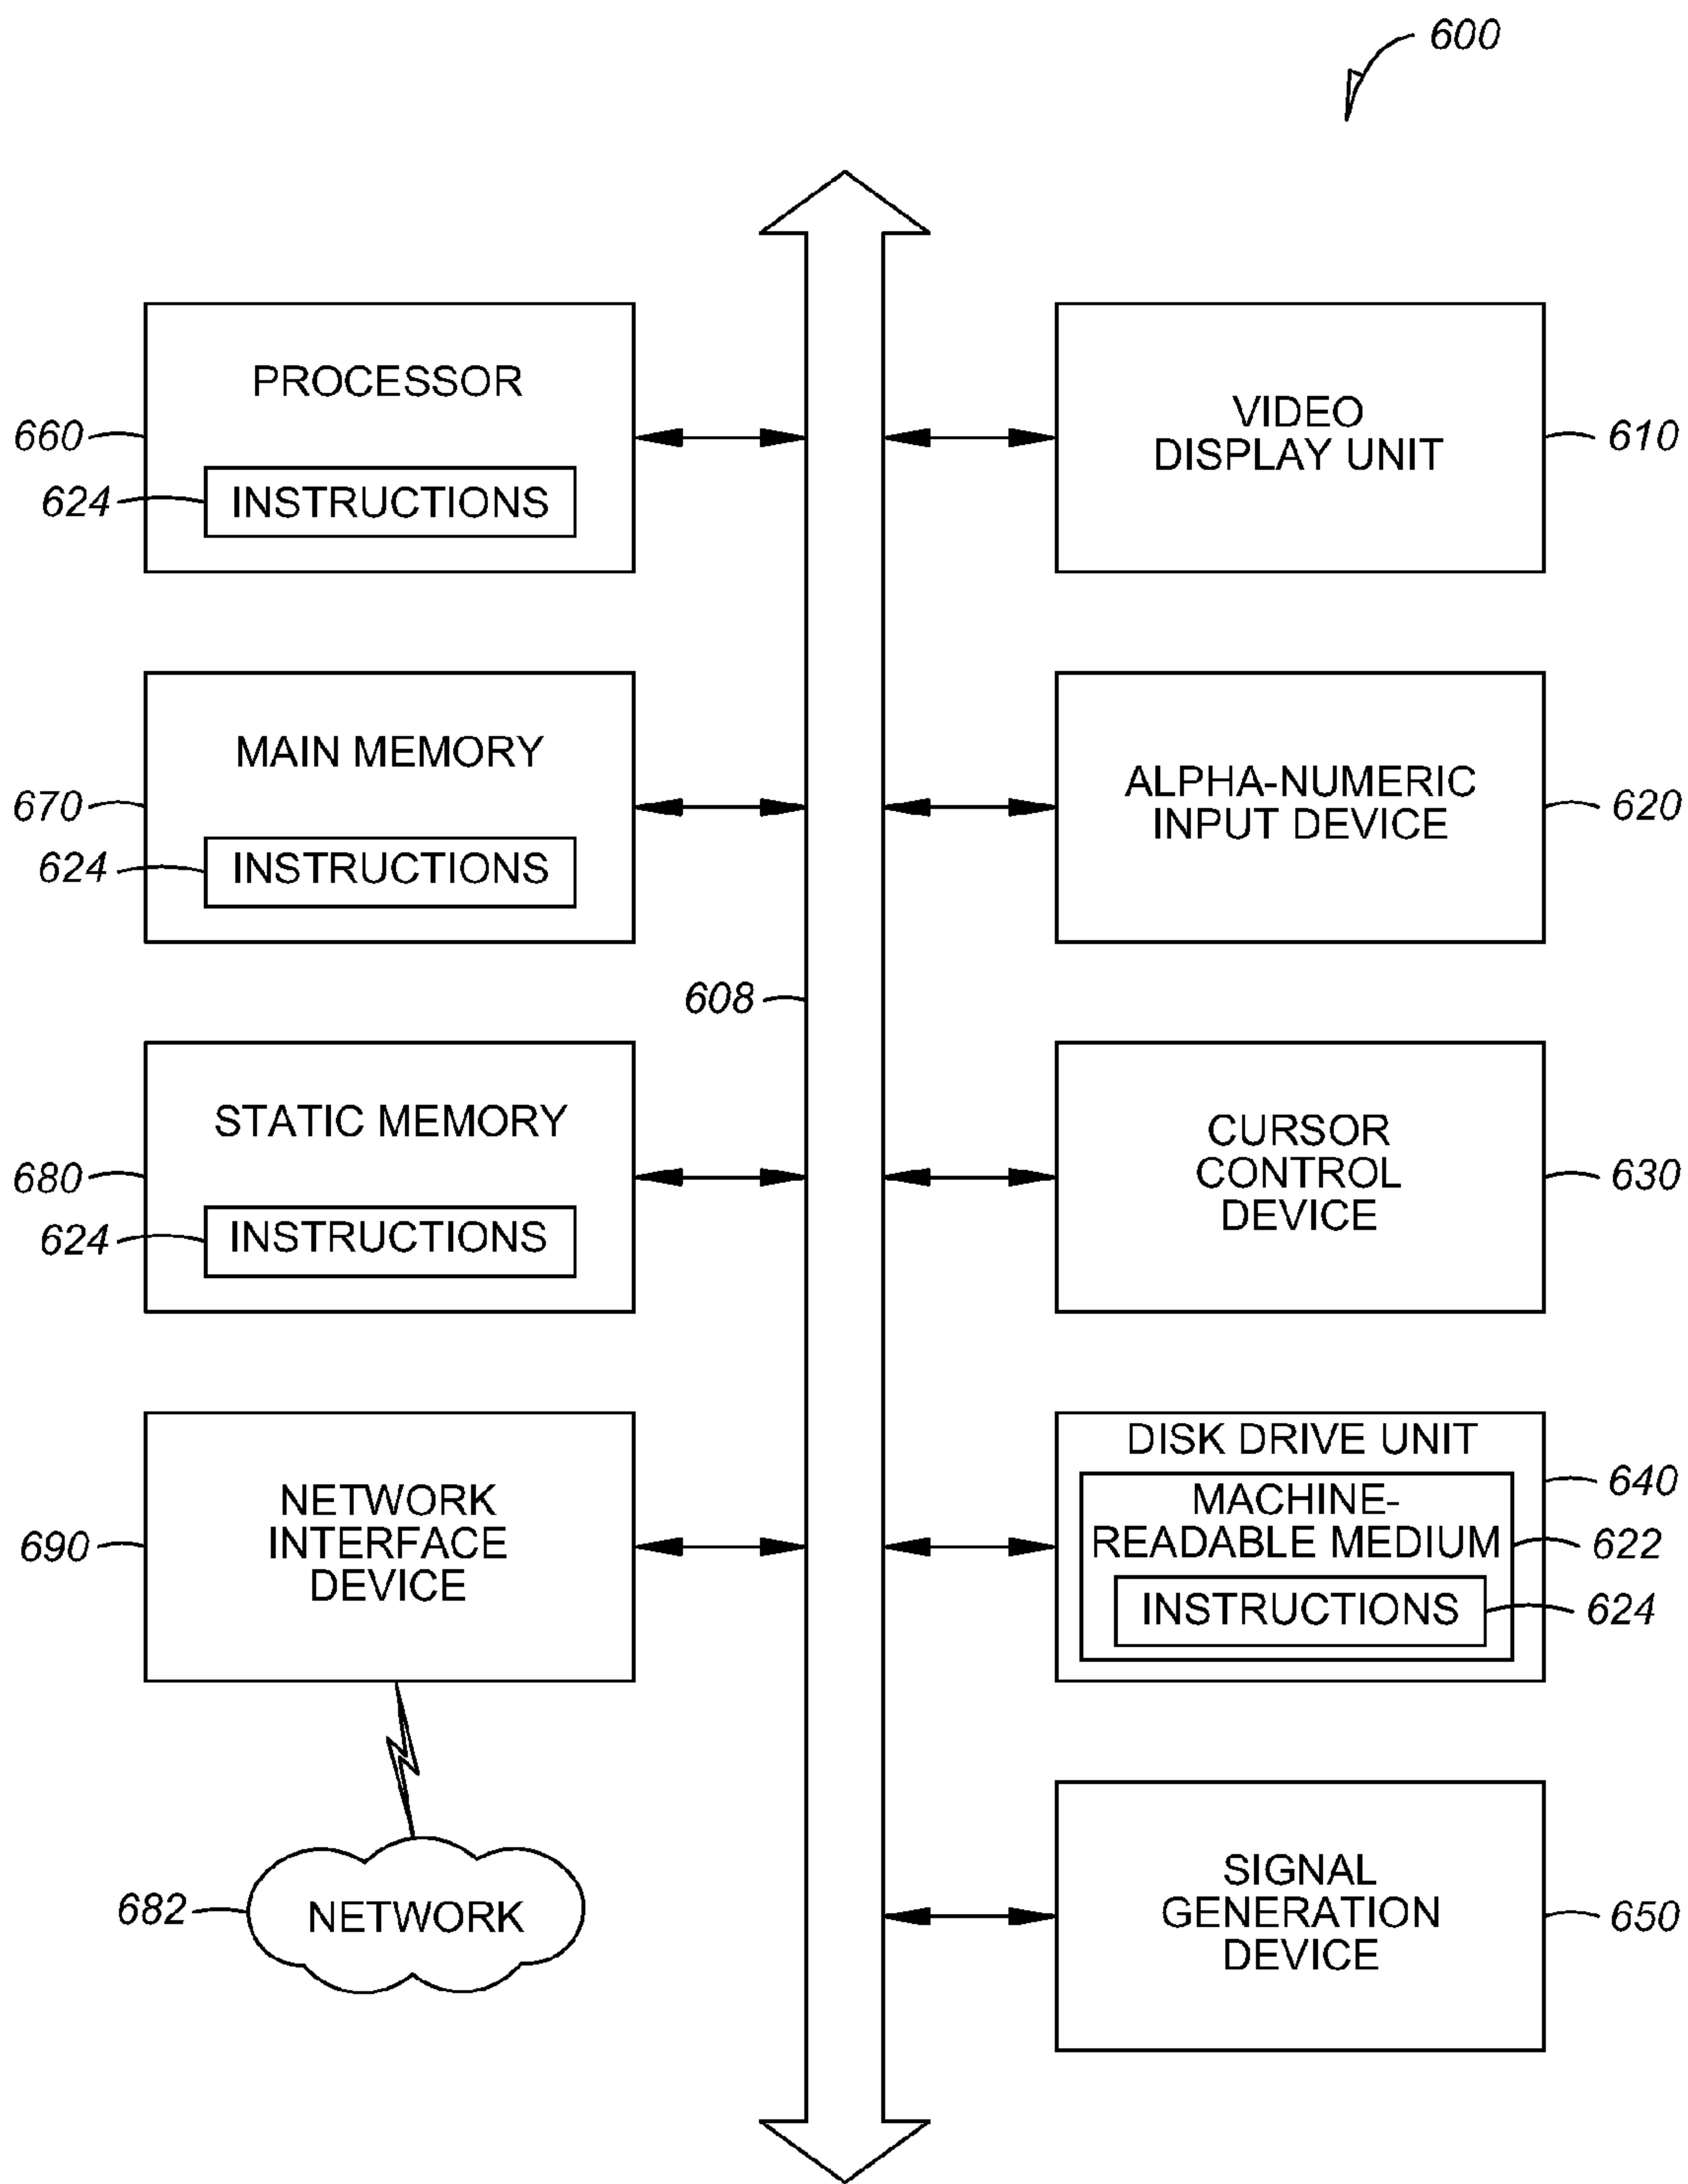 600
PROCESSOR
660
624
INSTRUCTIONS
VIDEO
DISPLAY UNIT
610
MAIN MEMORY
670
624
INSTRUCTIONS
ALPHA-NUMERIC
INPUT DEVICE
620
608
STATIC MEMORY
680
624
INSTRUCTIONS
CURSOR
CONTROL
DEVICE
630
NETWORK
INTERFACE
DEVICE
690
DISK DRIVE UNIT
640
MACHINE-
READABLE MEDIUM
622
INSTRUCTIONS
624
682
NETWORK
SIGNAL
GENERATION
DEVICE
650